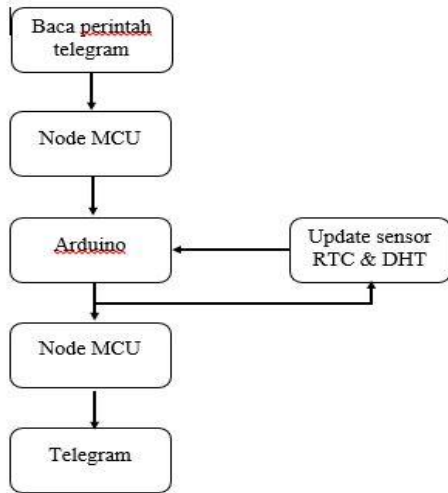 Baca perintah
telegram
Node MCU
Arduino
Update sensor
RTC & DHT
Node MCU
Telegram